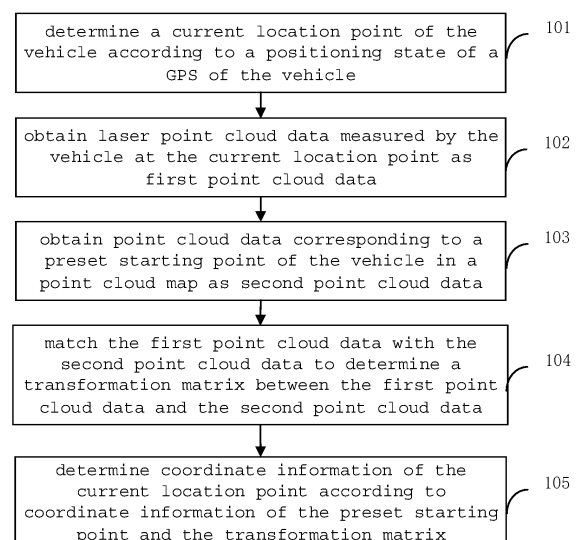 determine a current location point of the
vehicle according to a positioning state of a
GPS of the vehicle
101
obtain laser point cloud data measured by the
vehicle at the current location point as
first point cloud data
102
obtain point cloud data corresponding to a
preset starting point of the vehicle in a
point cloud map as second point cloud data
103
match the first point cloud data with the
second point cloud data to determine a
transformation matrix between the first point
cloud data and the second point cloud data
104
determine coordinate information of the
current location point according to
coordinate information of the preset starting
point and the transformation matrix
105